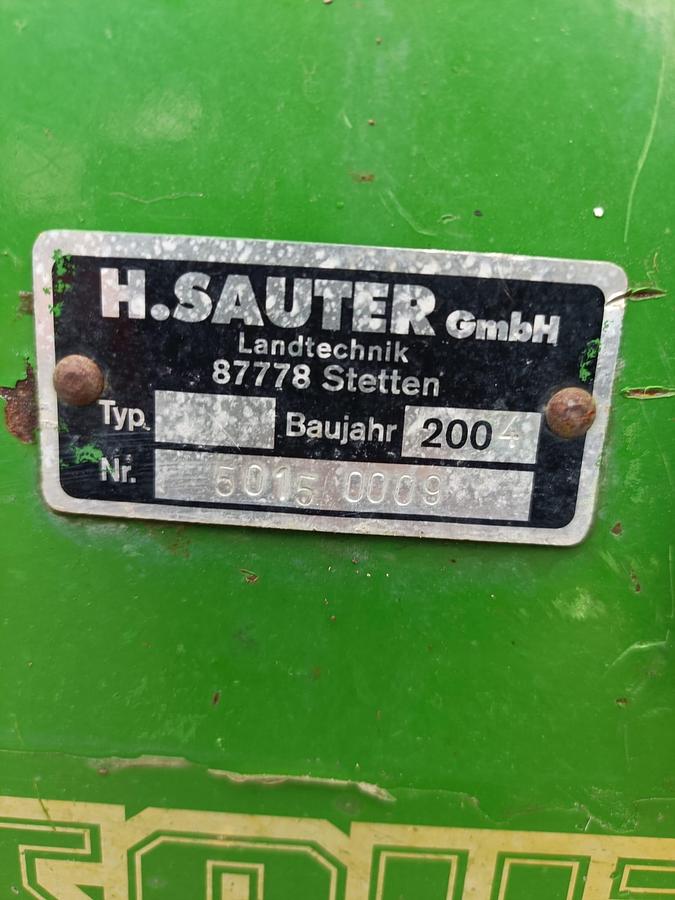 H.SAUTER GmbH
Landtechnik
87778 Stetten
Typ. Baujahr 2004
Nr. 5015 0009